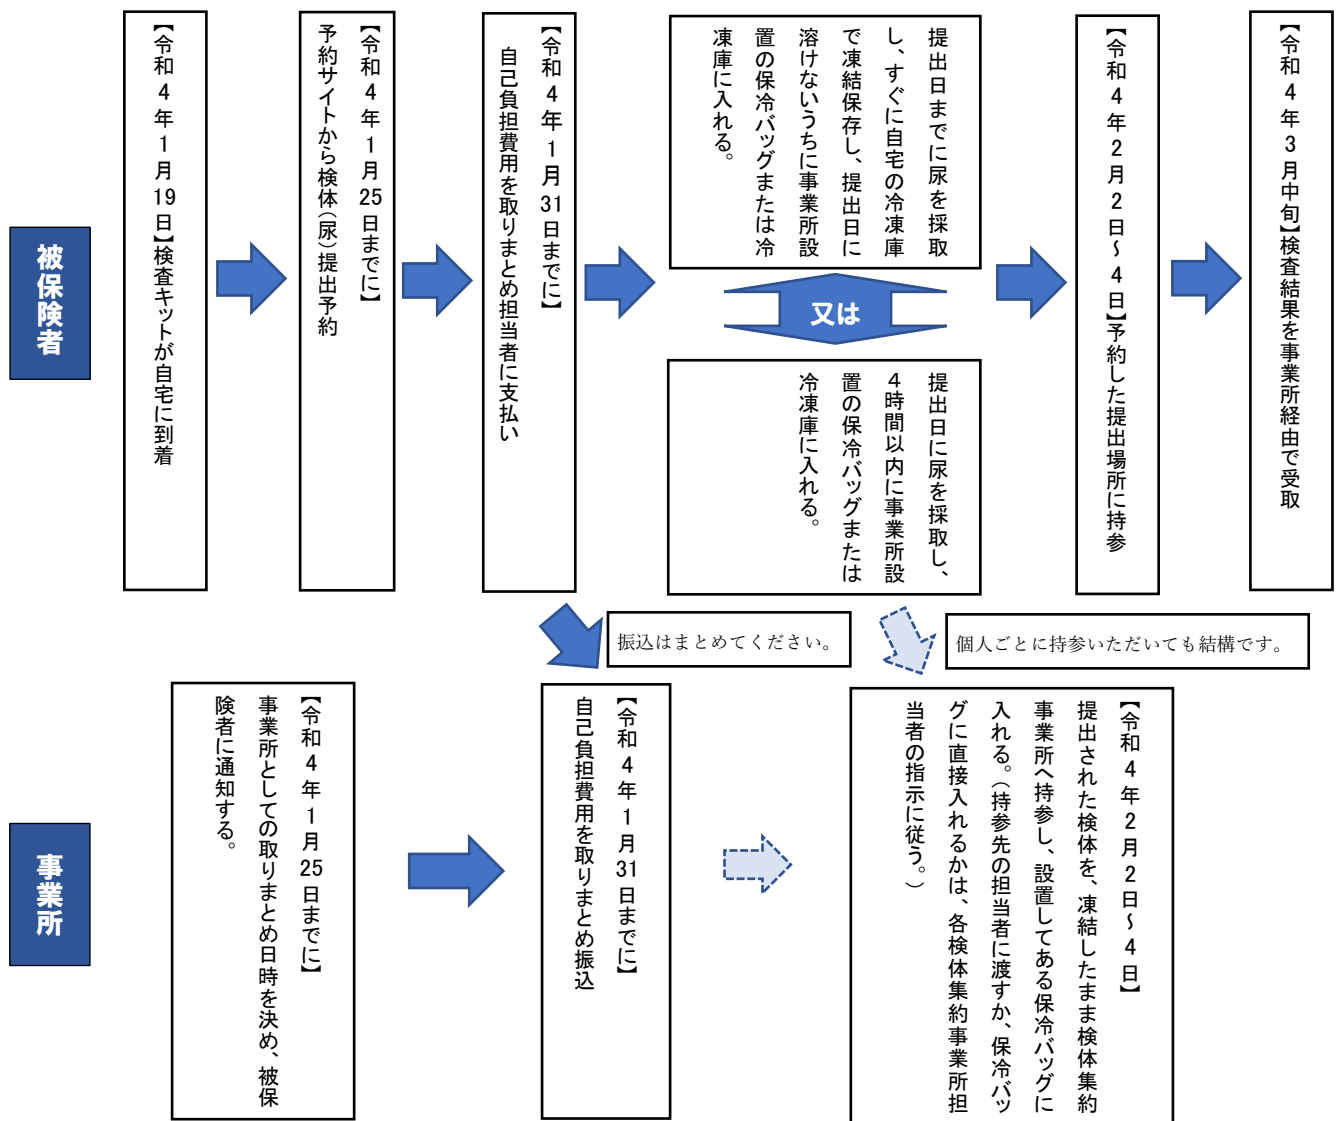 被保険者
【令和4年1月19日】検査キットが自宅に到着
【令和4年1月25日までに】
予約サイトから検体(尿)提出予約
【令和4年1月31日までに】
自己負担費用を取りまとめ担当者に支払い
提出日までに尿を採取
し、すぐに自宅の冷凍庫
で凍結保存し、提出日に
溶けないうちに事業所設
置の保冷バッグまたは冷
凍庫に入れる。
又は
提出日に尿を採取し、
4時間以内に事業所設
置の保冷バッグまたは
冷凍庫に入れる。
【令和4年2月2日~4日】予約した提出場所に持参
【令和4年3月中旬】検査結果を事業所経由で受取
振込はまとめてください。
個人ごとに持参いただいても結構です。
事業所
【令和4年1月25日までに】
事業所としての取りまとめ日時を決め、被保
険者に通知する。
【令和4年1月31日までに】
自己負担費用を取りまとめ振込
【令和4年2月2日~4日】
提出された検体を、凍結したまま検体集約
事業所へ持参し、設置してある保冷バッグに
入れる。(持参先の担当者に渡すか、保冷バッ
グに直接入れるかは、各検体集約事業所担
当者の指示に従う。)